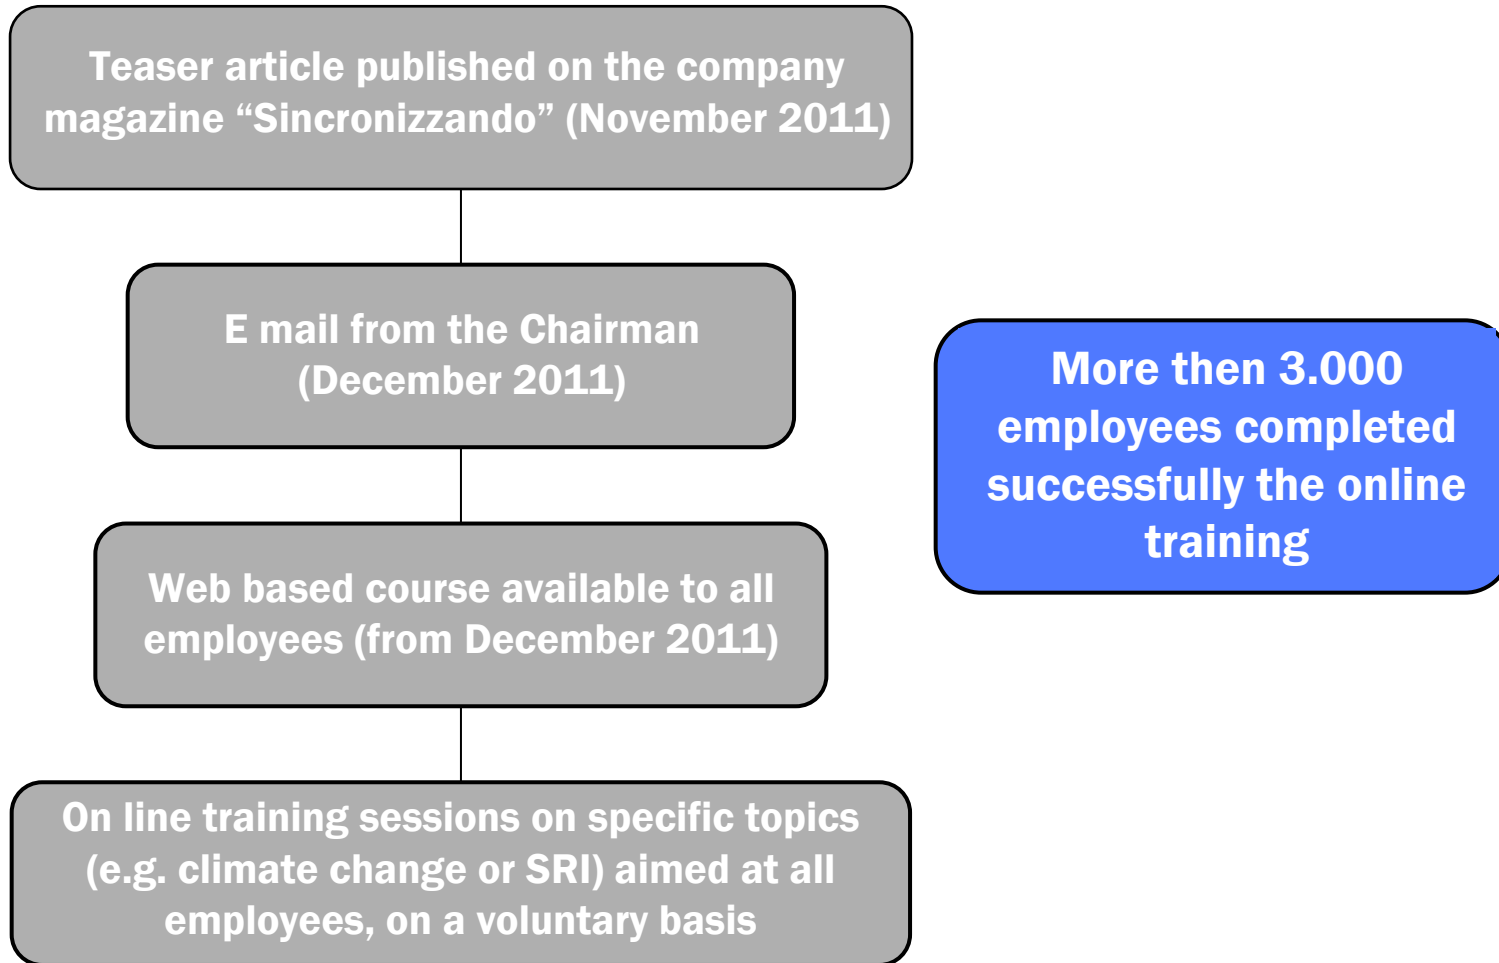 Teaser article published on the company
magazine “Sincronizzando” (November 2011)
E mail from the Chairman
(December 2011)
Web based course available to all
employees (from December 2011)
On line training sessions on specific topics
(e.g. climate change or SRI) aimed at all
employees, on a voluntary basis
More then 3.000
employees completed
successfully the online
training